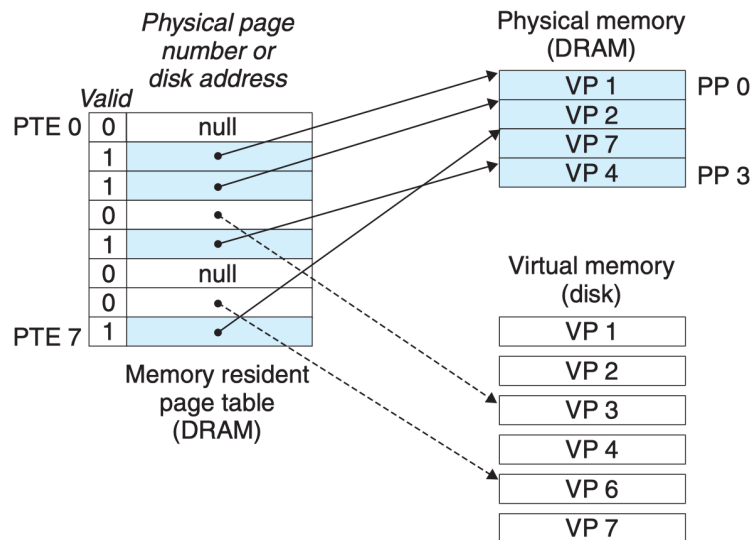 Physical page
number or
disk address
Valid
PTE 0 0 null
1
1
0
1
0 null
0
PTE 7 1
Memory resident
page table
(DRAM)
Physical memory
(DRAM)
VP 1 PP 0
VP 2
VP 7
VP 4 PP 3
Virtual memory
(disk)
VP 1
VP 2
VP 3
VP 4
VP 6
VP 7